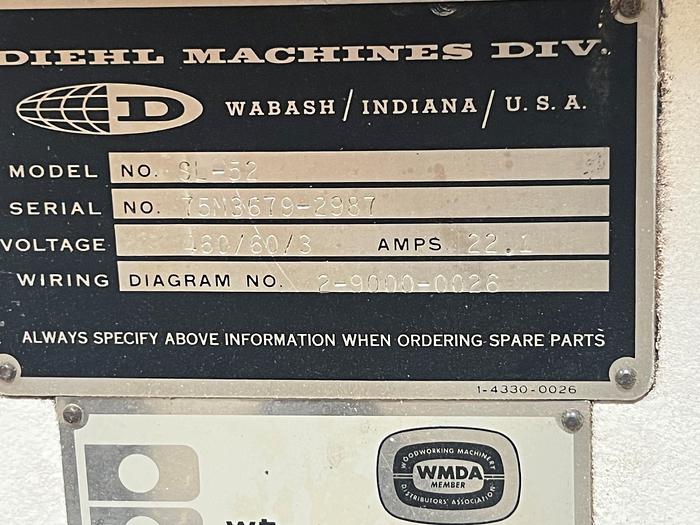 DIEHL MACHINES DIV.
D WABASH/INDIANA/U.S.A.
MODEL NO. SL-52
SERIAL NO. 75M3679-2987
VOLTAGE 460/60/3 AMPS 22.1
WIRING DIAGRAM NO. 2-9000-0026
ALWAYS SPECIFY ABOVE INFORMATION WHEN ORDERING SPARE PARTS
1-4330-0026
WOODWORKING MACHINERY
WMDA
MEMBER
DISTRIBUTORS' ASSOCIATION